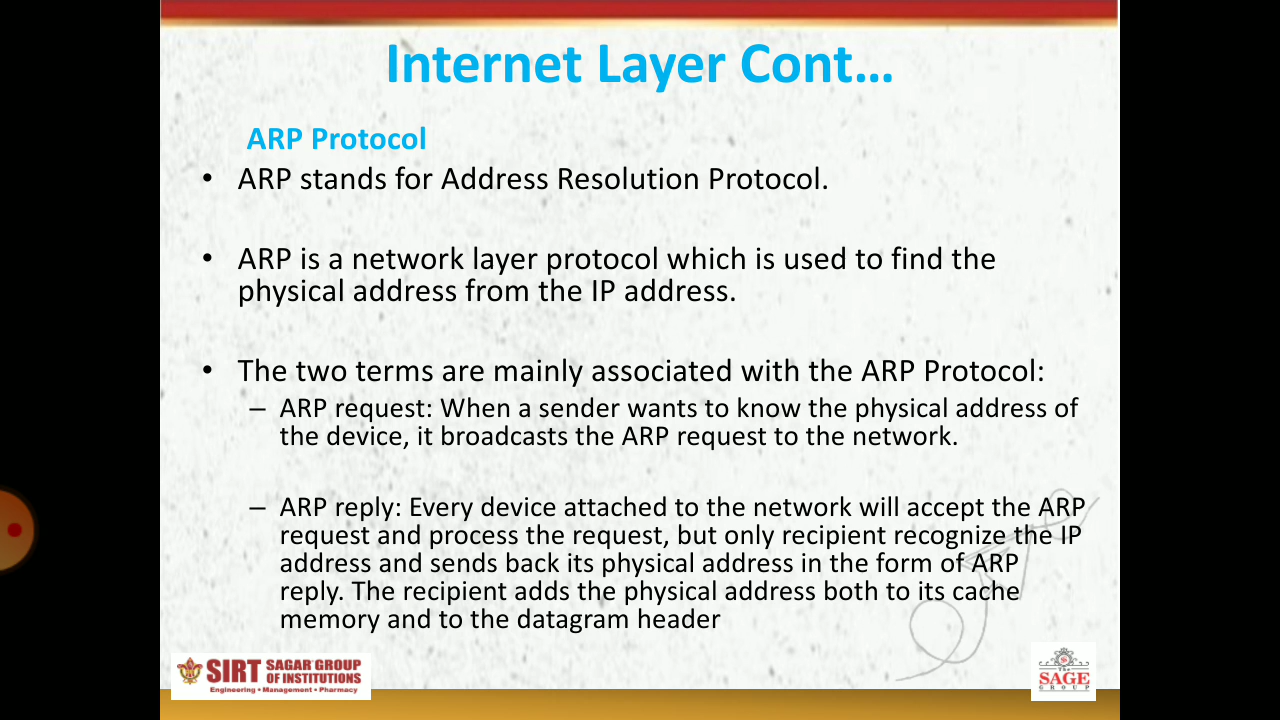 Internet Layer Cont…
ARP Protocol
• ARP stands for Address Resolution Protocol.
• ARP is a network layer protocol which is used to find the
physical address from the IP address.
• The two terms are mainly associated with the ARP Protocol:
– ARP request: When a sender wants to know the physical address of
the device, it broadcasts the ARP request to the network.
– ARP reply: Every device attached to the network will accept the ARP
request and process the request, but only recipient recognize the IP
address and sends back its physical address in the form of ARP
reply. The recipient adds the physical address both to its cache
memory and to the datagram header
SIRT SAGAR GROUP
OF INSTITUTIONS
Engineering • Management • Pharmacy
The
SAGE
GROUP